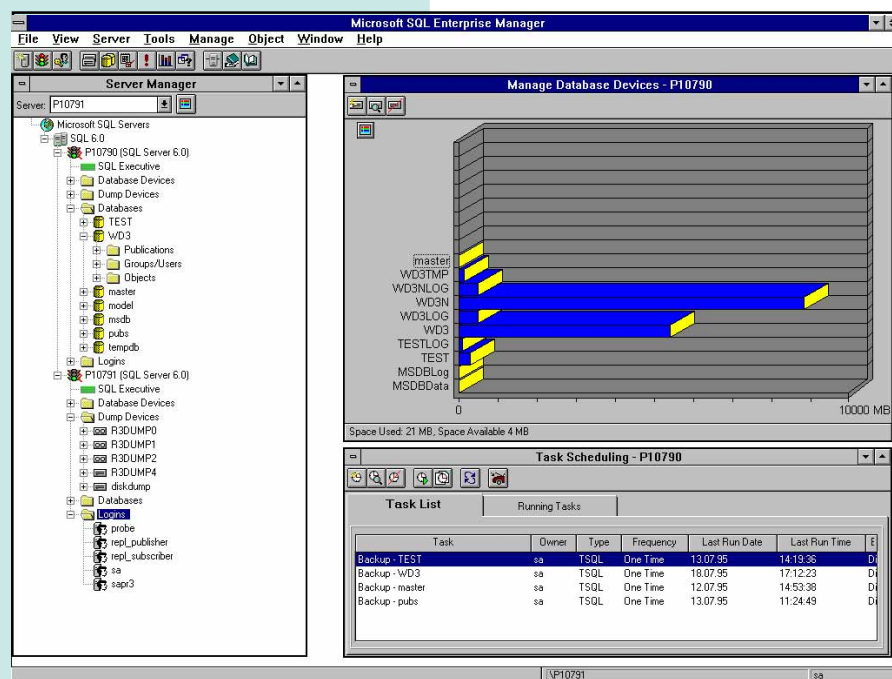 Microsoft SQL Enterprise Manager
File View Server Tools Manage Object Window Help
Server Manager
Server: P10791
Microsoft SQL Servers
SQL 6.0
P10790 (SQL Server 6.0)
SQL Executive
Database Devices
Dump Devices
Databases
TEST
WD3
Publications
Groups/Users
Objects
master
model
msdb
pubs
tempdb
Logins
P10791 (SQL Server 6.0)
SQL Executive
Database Devices
Dump Devices
R3DUMP0
R3DUMP1
R3DUMP2
R3DUMP4
diskdump
Databases
Logins
probe
repl_publisher
repl_subscriber
sa
sapr3
Manage Database Devices - P10790
master
WD3TMP
WD3NLOG
WD3N
WD3LOG
WD3
TESTLOG
TEST
MSDBLog
MSDBData
0 10000 MB
Space Used: 21 MB, Space Available 4 MB
Task Scheduling - P10790
Task List Running Tasks
Task Owner Type Frequency Last Run Date Last Run Time E
Backup - TEST sa TSQL One Time 13.07.95 14:19:36 Di
Backup - WD3 sa TSQL One Time 18.07.95 17:12:23 Di
Backup - master sa TSQL One Time 12.07.95 14:53:38 Di
Backup - pubs sa TSQL One Time 13.07.95 11:24:49 Di
\P10791 sa